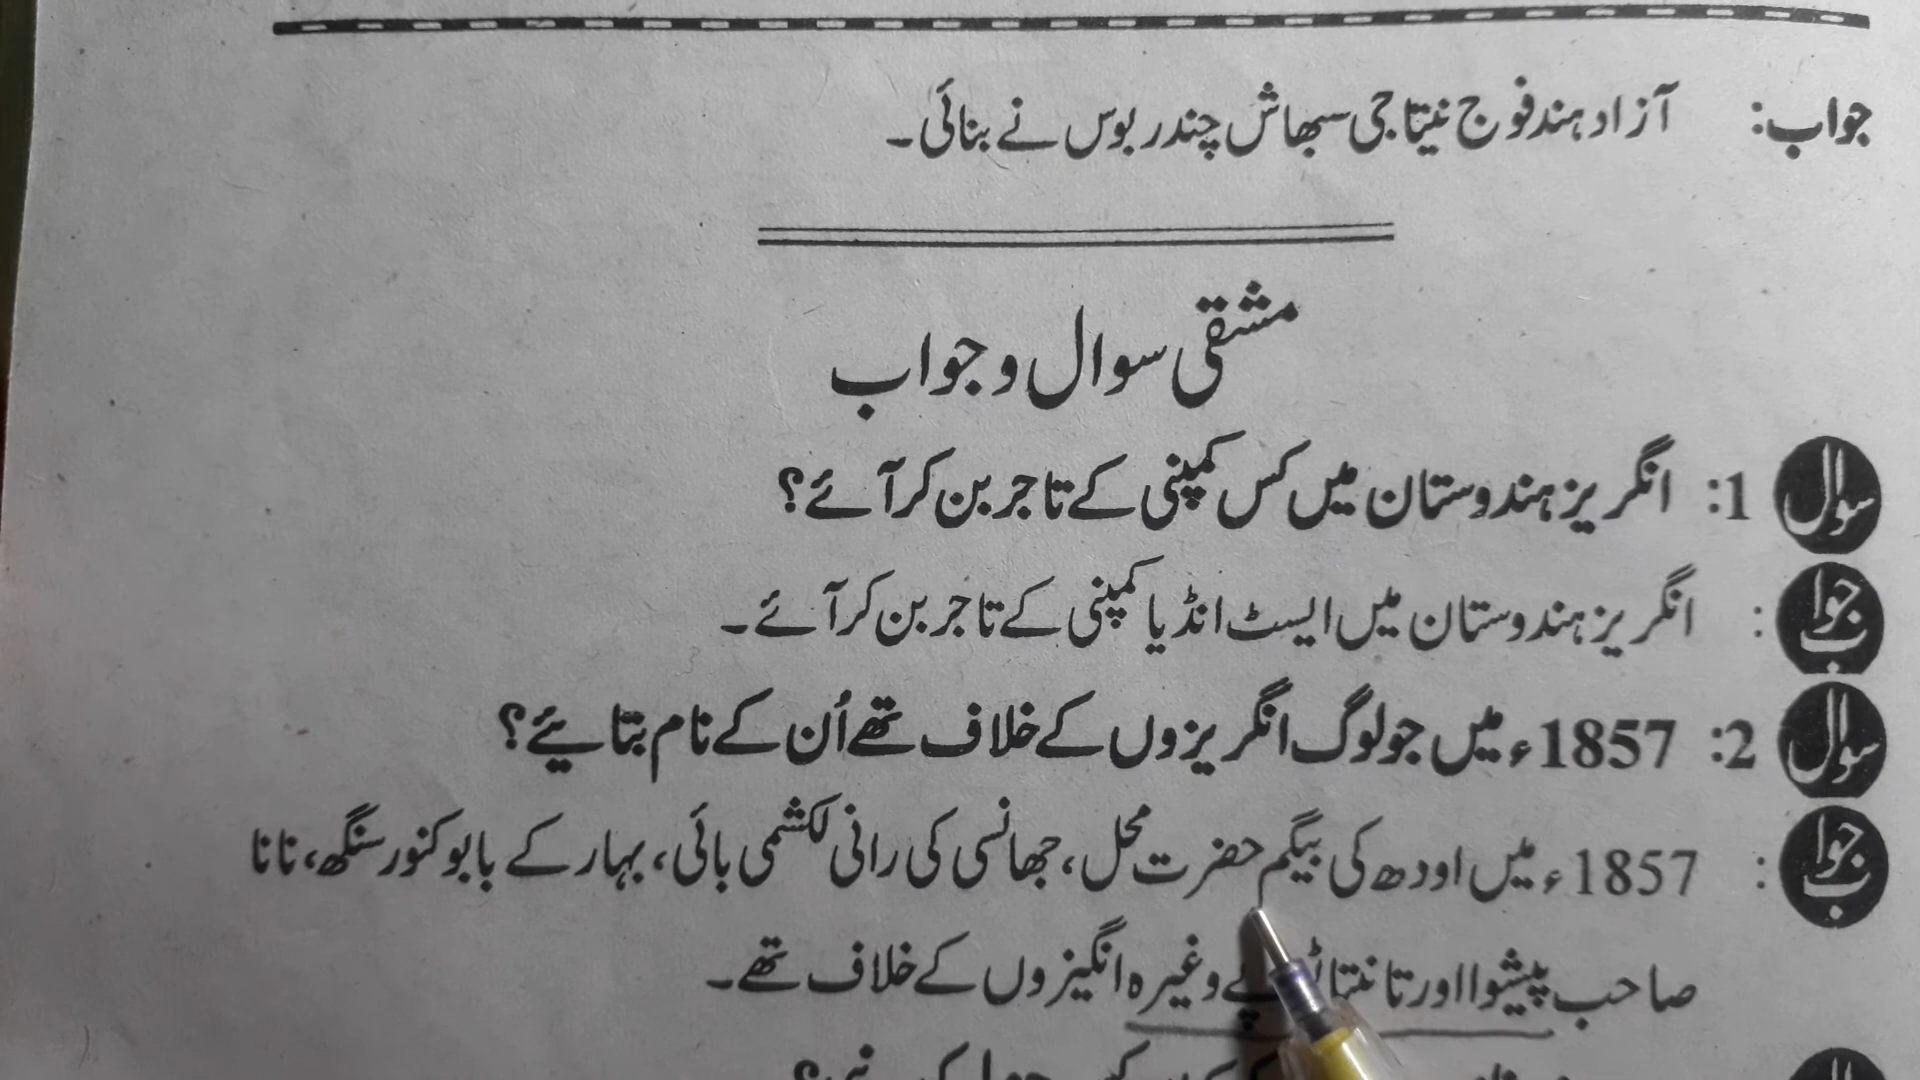 جواب: آزاد ہند فوج نیتا جی سبھاش چندر بوس نے بنائی۔
مشقی سوال و جواب
سوال 1: انگریز ہندوستان میں کس کمپنی کے تاجر بن کر آئے؟
جواب : انگریز ہندوستان میں ایسٹ انڈیا کمپنی کے تاجر بن کر آئے۔
سوال 2: 1857ء میں جو لوگ انگریزوں کے خلاف تھے اُن کے نام بتایئے؟
جواب : 1857ء میں اودھ کی بیگم حضرت محل، جھانسی کی رانی لکشمی بائی، بہار کے بابو کنور سنگھ، نانا
صاحب پیشوا اور تانتیا وغیرہ انگیزوں کے خلاف تھے۔